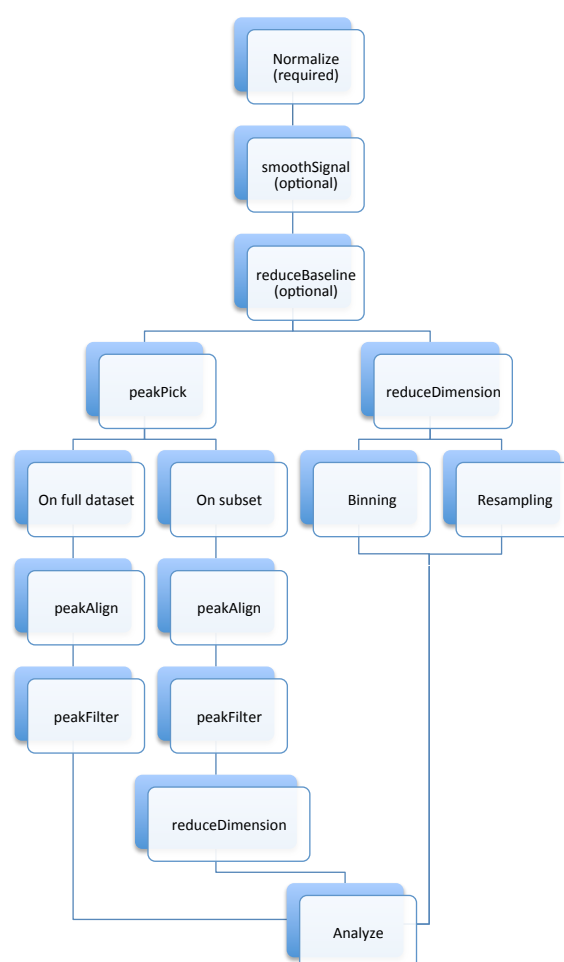 Normalize
(required)
smoothSignal
(optional)
reduceBaseline
(optional)
peakPick
reduceDimension
On full dataset
On subset
Binning
Resampling
peakAlign
peakAlign
peakFilter
peakFilter
reduceDimension
Analyze